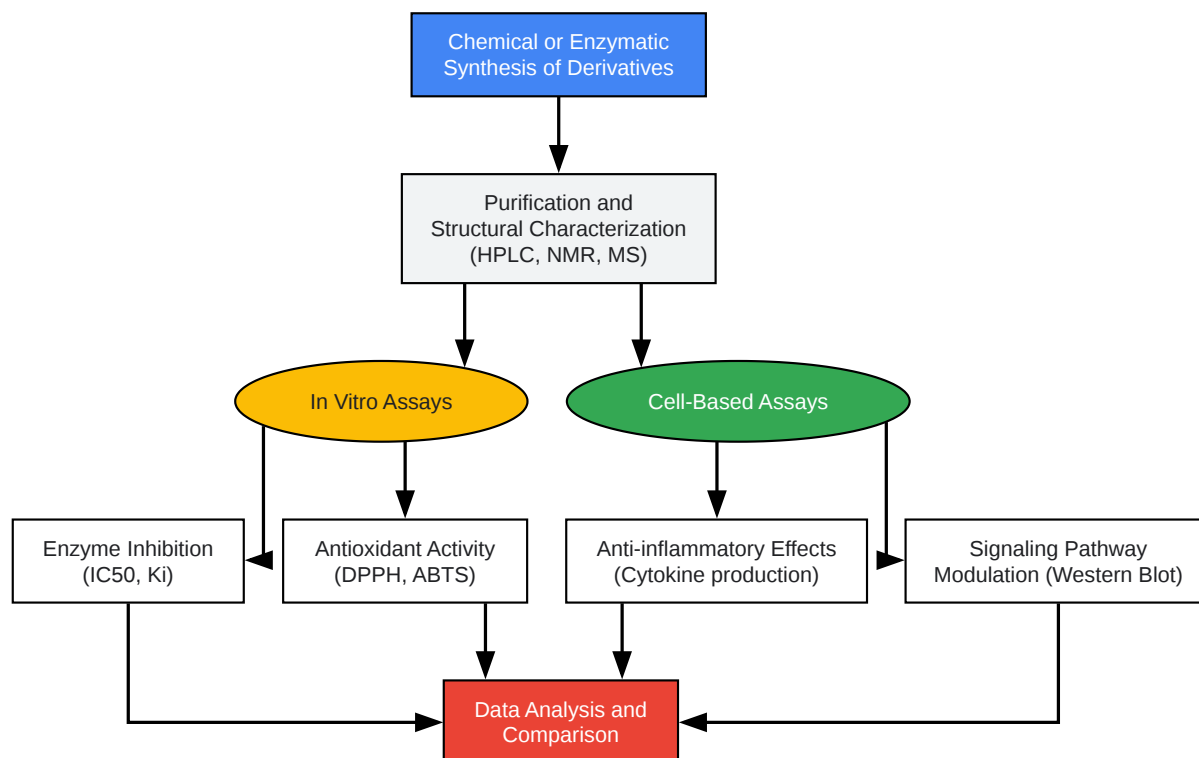 Chemical or Enzymatic
Synthesis of Derivatives
Purification and
Structural Characterization
(HPLC, NMR, MS)
In Vitro Assays
Cell-Based Assays
Enzyme Inhibition
(IC50, Ki)
Antioxidant Activity
(DPPH, ABTS)
Anti-inflammatory Effects
(Cytokine production)
Signaling Pathway
Modulation (Western Blot)
Data Analysis and
Comparison